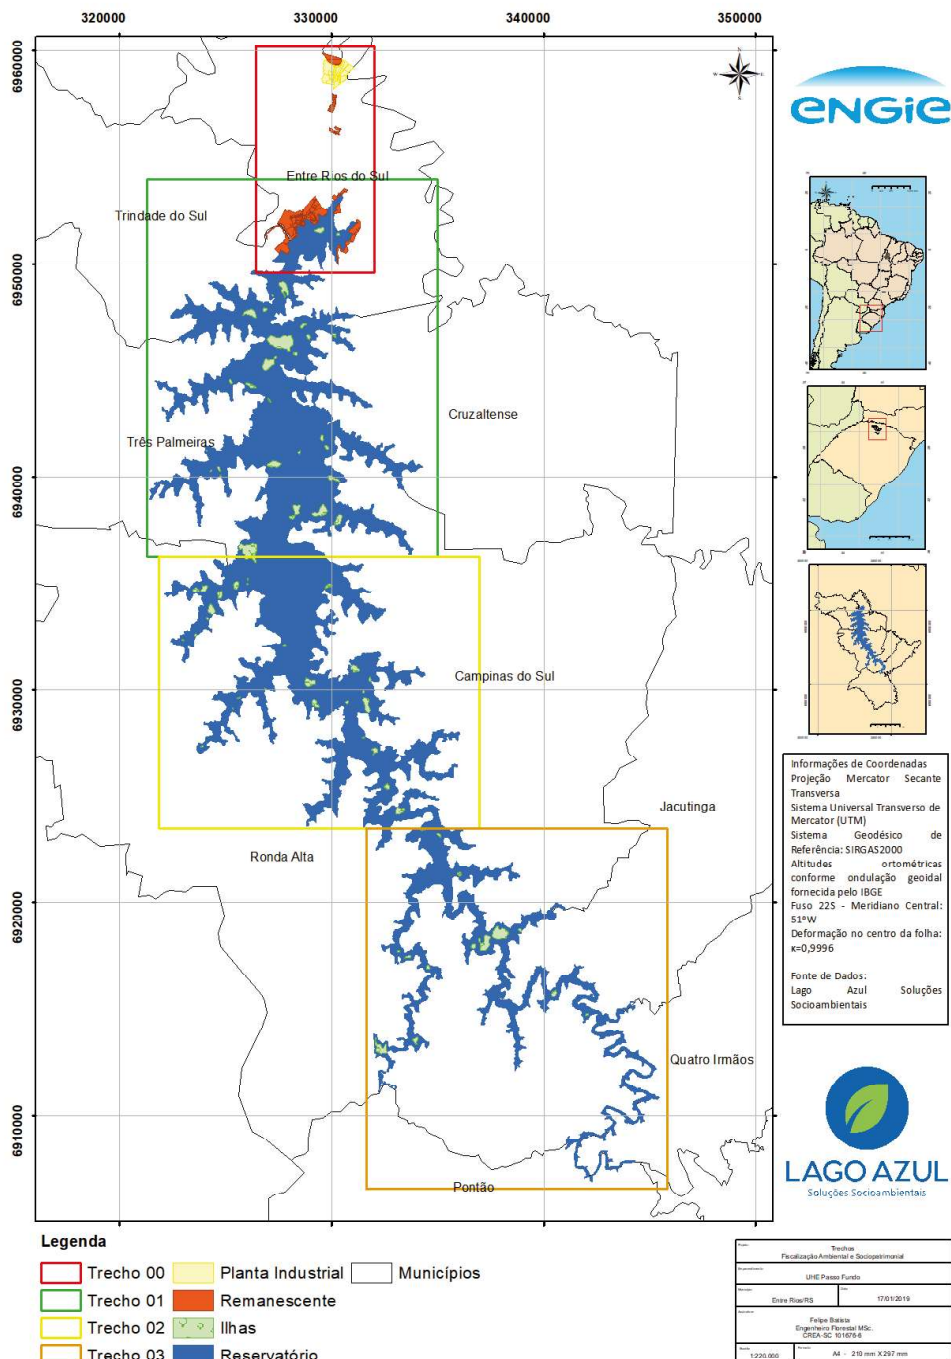 320000
330000
340000
350000
6960000
6950000
6940000
6930000
6920000
6910000
N
W
E
S
Entre Rios do Sul
Trindade do Sul
Cruzaltense
Três Palmeiras
Campinas do Sul
Jacutinga
Ronda Alta
Quatro Irmãos
Pontão
ENGIE
Informações de Coordenadas
Projeção Mercator Secante
Transversa
Sistema Universal Transverso de
Mercator (UTM)
Sistema Geodésico de
Referência: SIRGAS2000
Altitudes ortométricas
conforme ondulação geoidal
fornecida pelo IBGE
Fuso 22S - Meridiano Central:
51ºW
Deformação no centro da folha:
κ=0,9996
Fonte de Dados:
Lago Azul Soluções
Socioambientais
LAGO AZUL
Soluções Socioambientais
Legenda
Trecho 00
Planta Industrial
Municípios
Trecho 01
Remanescente
Trecho 02
Ilhas
Trecho 03
Reservatório
Trechos
Fiscalização Ambiental e Sociopatrimonial
UHE Passo Fundo
Entre Rios/RS
17/01/2019
Felipe Batista
Engenheiro Florestal MSc.
CREA-SC 101676-6
1:220.000
A4 - 210 mm X 297 mm